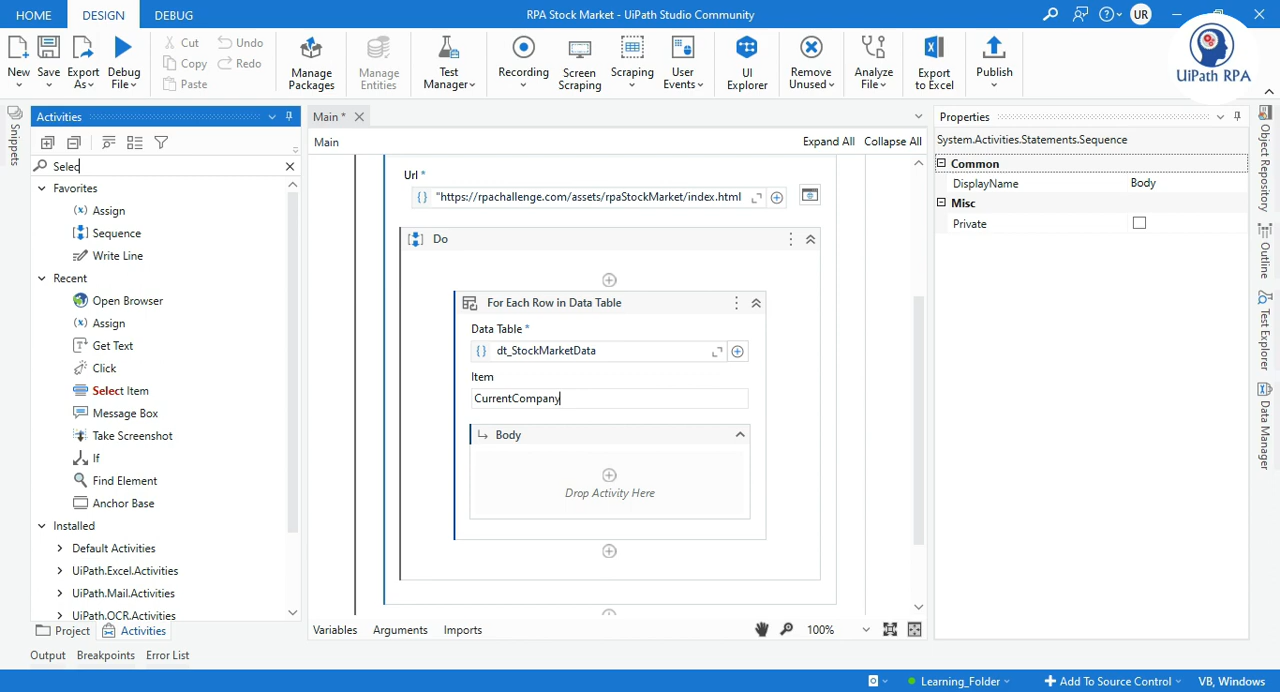 HOME
DESIGN
DEBUG
RPA Stock Market - UiPath Studio Community
UR
New
Save
Export As
Debug File
Cut
Copy
Paste
Undo
Redo
Manage Packages
Manage Entities
Test Manager
Recording
Screen Scraping
Scraping
User Events
UI Explorer
Remove Unused
Analyze File
Export to Excel
Publish
UiPath RPA
Snippets
Activities
Selec
Favorites
Assign
Sequence
Write Line
Recent
Open Browser
Assign
Get Text
Click
Select Item
Message Box
Take Screenshot
If
Find Element
Anchor Base
Installed
Default Activities
UiPath.Excel.Activities
UiPath.Mail.Activities
UiPath.OCR.Activities
Project
Activities
Main *
Main
Expand All
Collapse All
Url *
"https://rpachallenge.com/assets/rpaStockMarket/index.html
Do
For Each Row in Data Table
Data Table *
dt_StockMarketData
Item
CurrentCompany
Body
Drop Activity Here
Variables
Arguments
Imports
100%
Properties
System.Activities.Statements.Sequence
Common
DisplayName
Body
Misc
Private
Object Repository
Outline
Test Explorer
Data Manager
Output
Breakpoints
Error List
Learning_Folder
Add To Source Control
VB, Windows